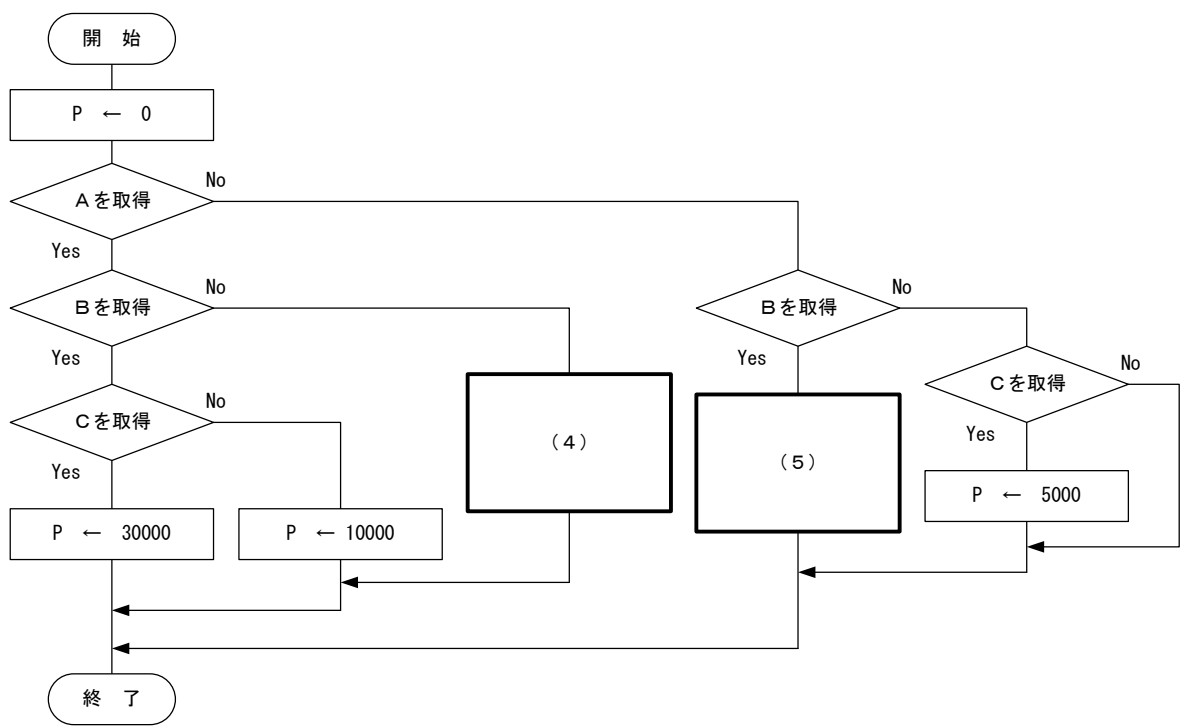 開 始
P ← 0
Aを取得
No
Yes
Bを取得
No
Bを取得
No
Yes
Yes
Cを取得
No
Cを取得
No
(4)
(5)
Yes
Yes
P ← 30000
P ← 10000
P ← 5000
終 了